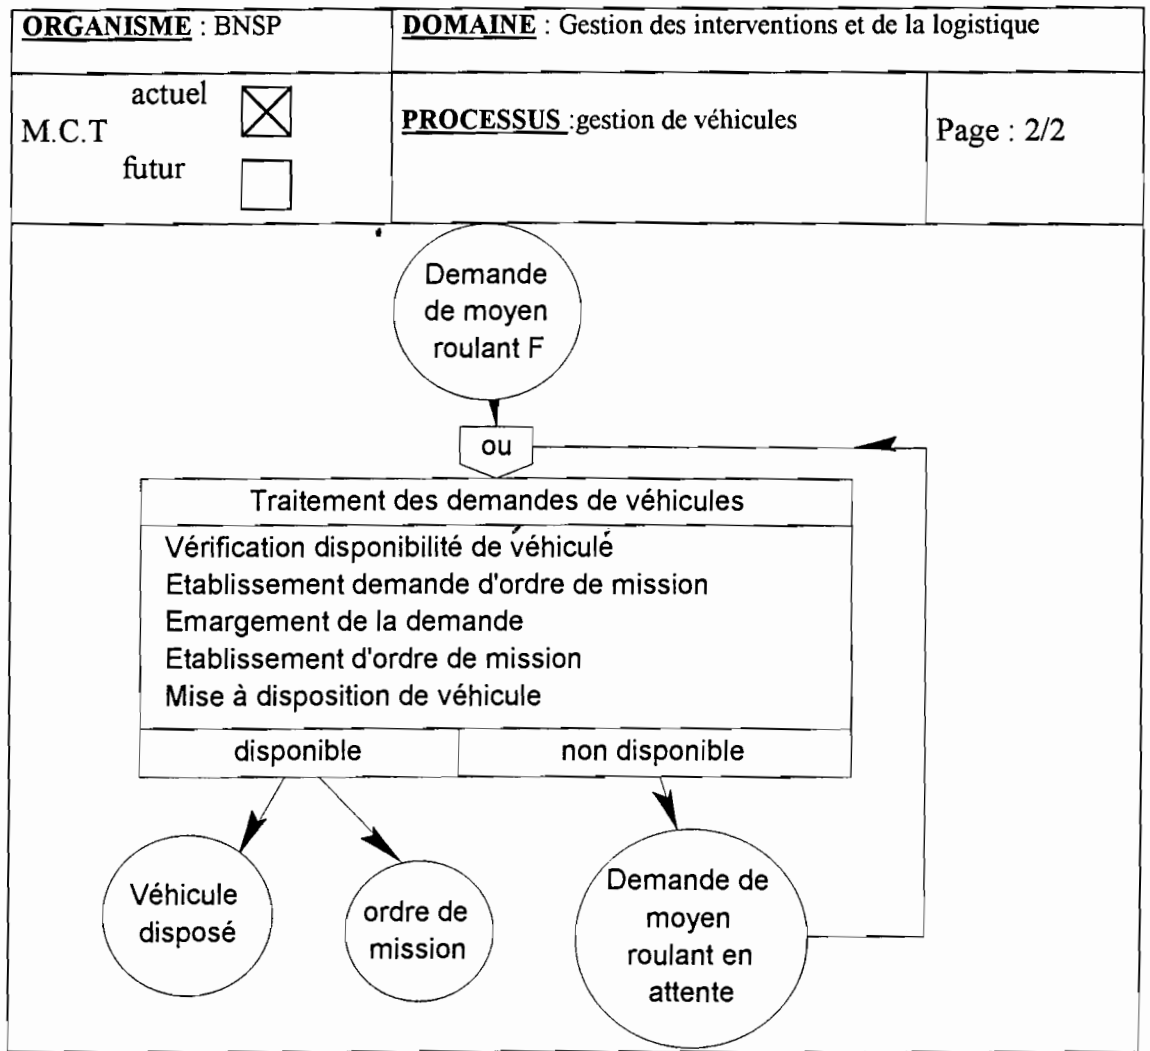 ORGANISME : BNSP
DOMAINE : Gestion des interventions et de la logistique
actuel
M.C.T
futur
PROCESSUS :gestion de véhicules
Page : 2/2
Demande
de moyen
roulant F
ou
Traitement des demandes de véhicules
Vérification disponibilité de véhiculé
Etablissement demande d'ordre de mission
Emargement de la demande
Etablissement d'ordre de mission
Mise à disposition de véhicule
disponible
non disponible
Véhicule
disposé
ordre de
mission
Demande de
moyen
roulant en
attente